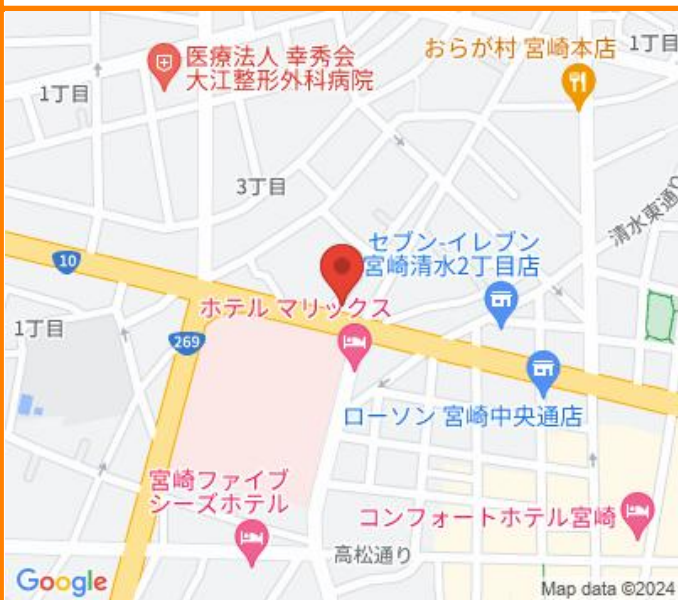 医療法人 幸秀会
大江整形外科病院
おらが村 宮崎本店
1丁目
1丁目
3丁目
清水東通り
セブン-イレブン
宮崎清水2丁目店
10
ホテル マリックス
1丁目
269
ローソン 宮崎中央通店
宮崎ファイブ
シーズホテル
コンフォートホテル宮崎
高松通り
Google
Map data ©2024